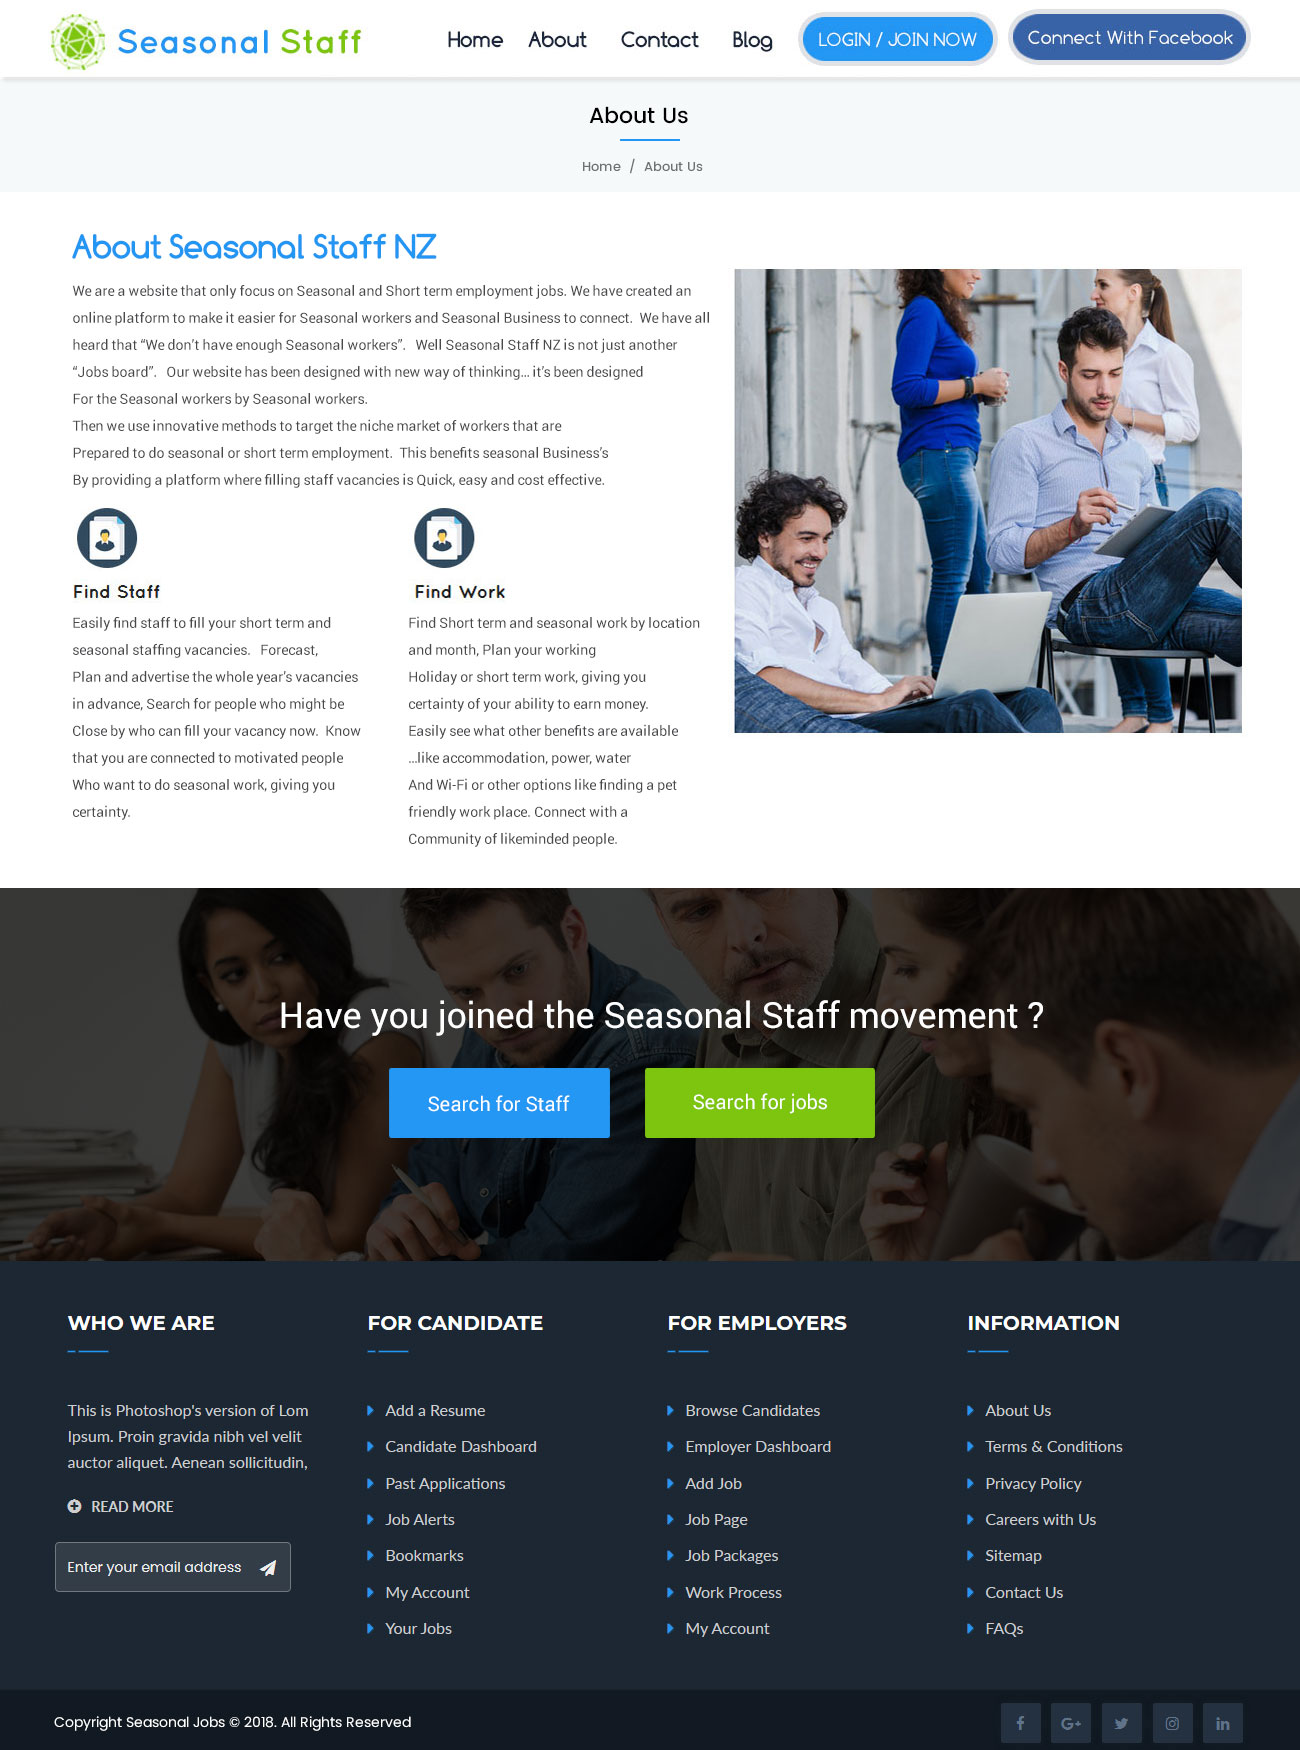 Seasonal Staff
Home About Contact Blog LOGIN / JOIN NOW Connect With Facebook
About Us
Home / About Us
About Seasonal Staff NZ
We are a website that only focus on Seasonal and Short term employment jobs. We have created an
online platform to make it easier for Seasonal workers and Seasonal Business to connect.  We have all
heard that “We don’t have enough Seasonal workers”.   Well Seasonal Staff NZ is not just another
“Jobs board”.   Our website has been designed with new way of thinking... it’s been designed
For the Seasonal workers by Seasonal workers.
Then we use innovative methods to target the niche market of workers that are
Prepared to do seasonal or short term employment.  This benefits seasonal Business’s
By providing a platform where filling staff vacancies is Quick, easy and cost effective.
Find Staff
Easily find staff to fill your short term and
seasonal staffing vacancies.   Forecast,
Plan and advertise the whole year’s vacancies
in advance, Search for people who might be
Close by who can fill your vacancy now.  Know
that you are connected to motivated people
Who want to do seasonal work, giving you
certainty.
Find Work
Find Short term and seasonal work by location
and month, Plan your working
Holiday or short term work, giving you
certainty of your ability to earn money.
Easily see what other benefits are available
...like accommodation, power, water
And Wi-Fi or other options like finding a pet
friendly work place. Connect with a
Community of likeminded people.
Have you joined the Seasonal Staff movement ?
Search for Staff
Search for jobs
WHO WE ARE
This is Photoshop's version of Lom
Ipsum. Proin gravida nibh vel velit
auctor aliquet. Aenean sollicitudin,
READ MORE
Enter your email address
FOR CANDIDATE
Add a Resume
Candidate Dashboard
Past Applications
Job Alerts
Bookmarks
My Account
Your Jobs
FOR EMPLOYERS
Browse Candidates
Employer Dashboard
Add Job
Job Page
Job Packages
Work Process
My Account
INFORMATION
About Us
Terms & Conditions
Privacy Policy
Careers with Us
Sitemap
Contact Us
FAQs
Copyright Seasonal Jobs © 2018. All Rights Reserved